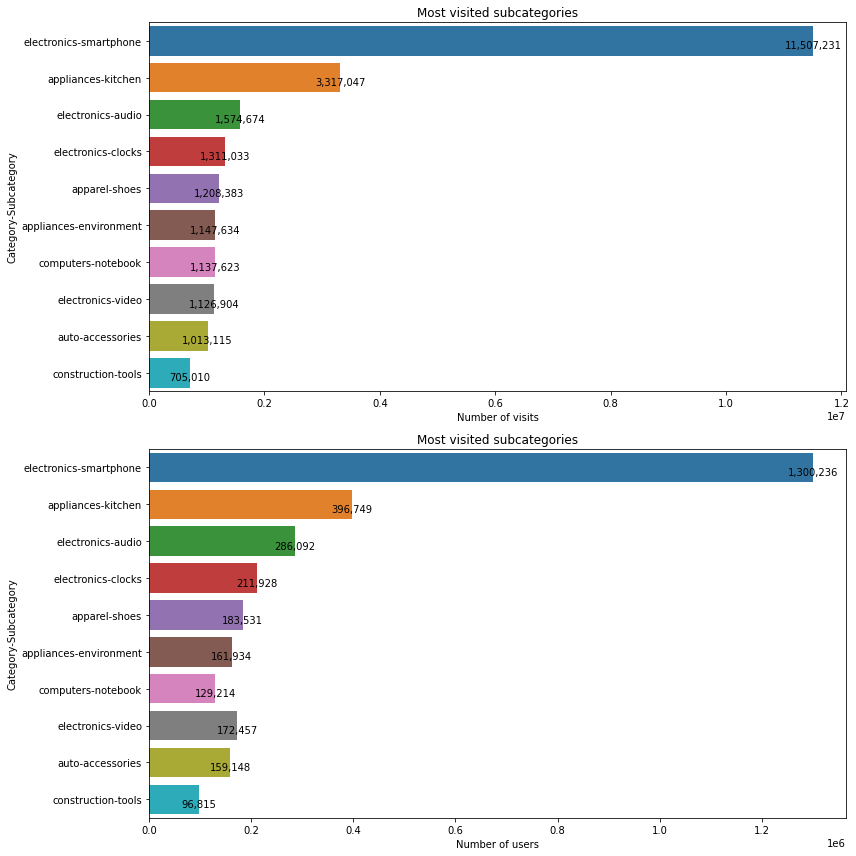 Most visited subcategories
Category-Subcategory
electronics-smartphone 11,507,231
appliances-kitchen 3,317,047
electronics-audio 1,574,674
electronics-clocks 1,311,033
apparel-shoes 1,208,383
appliances-environment 1,147,634
computers-notebook 1,137,623
electronics-video 1,126,904
auto-accessories 1,013,115
construction-tools 705,010
0.0 0.2 0.4 0.6 0.8 1.0 1.2
Number of visits
1e7
Most visited subcategories
Category-Subcategory
electronics-smartphone 1,300,236
appliances-kitchen 396,749
electronics-audio 286,092
electronics-clocks 211,928
apparel-shoes 183,531
appliances-environment 161,934
computers-notebook 129,214
electronics-video 172,457
auto-accessories 159,148
construction-tools 96,815
0.0 0.2 0.4 0.6 0.8 1.0 1.2
Number of users
1e6